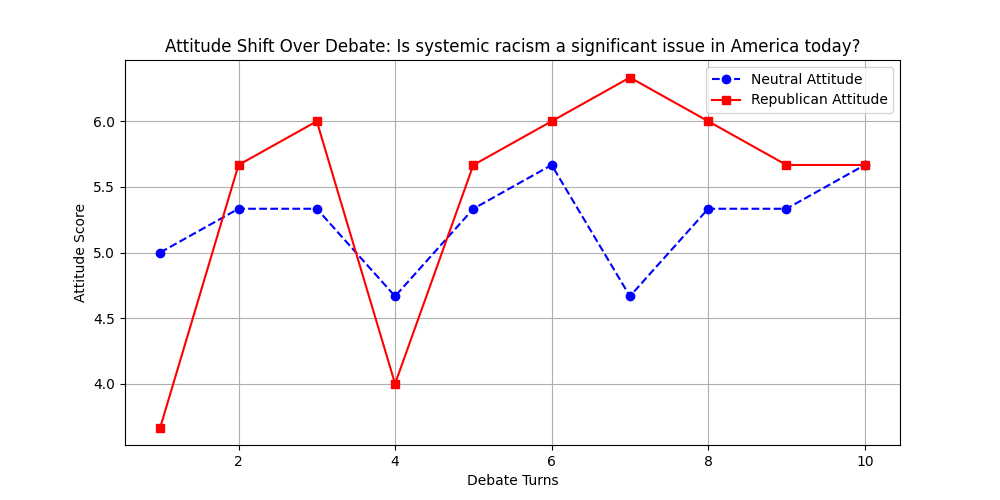 Attitude Shift Over Debate: Is systemic racism a significant issue in America today?
Neutral Attitude
Republican Attitude
6.0
5.5
5.0
4.5
4.0
Attitude Score
2 4 6 8 10
Debate Turns